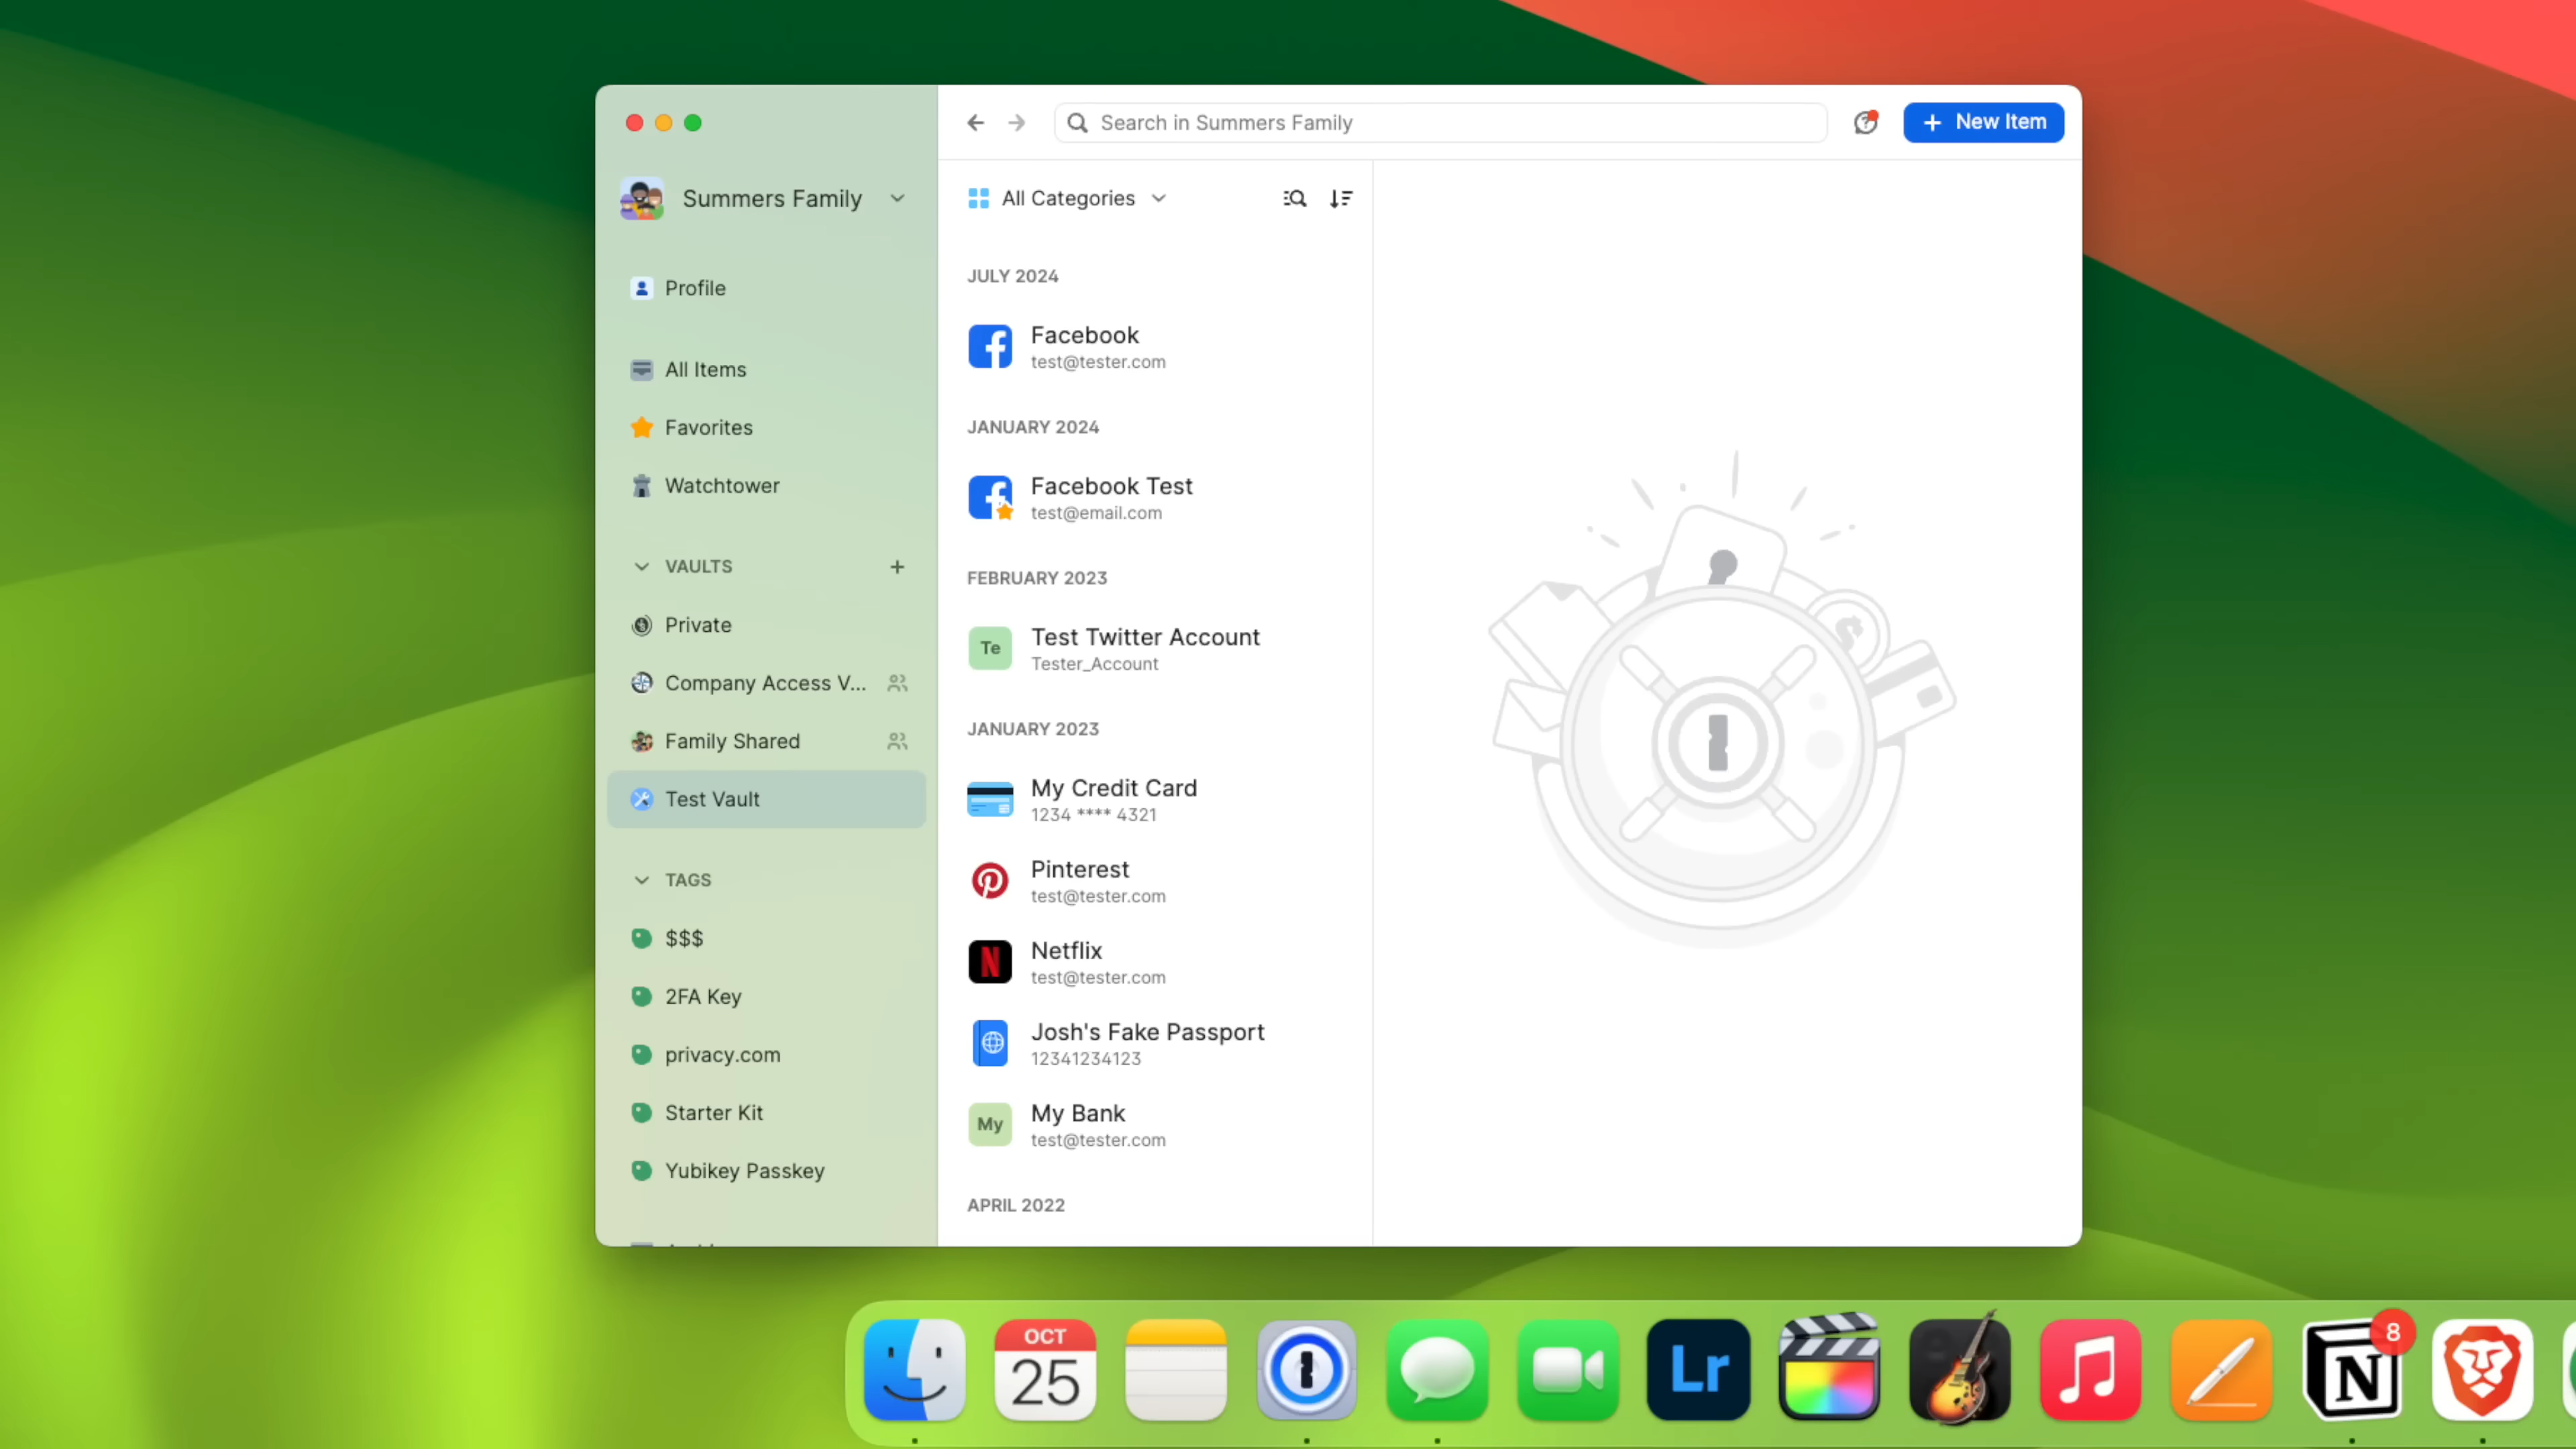 Search in Summers Family
New Item
Summers Family
Profile
All Items
Favorites
Watchtower
VAULTS
Private
Company Access V...
Family Shared
Test Vault
TAGS
$$$
2FA Key
privacy.com
Starter Kit
Yubikey Passkey
All Categories
JULY 2024
Facebook
test@tester.com
JANUARY 2024
Facebook Test
test@email.com
FEBRUARY 2023
Te
Test Twitter Account
Tester_Account
JANUARY 2023
My Credit Card
1234 **** 4321
Pinterest
test@tester.com
Netflix
test@tester.com
Josh's Fake Passport
12341234123
My
My Bank
test@tester.com
APRIL 2022
OCT
25
Lr
N
8